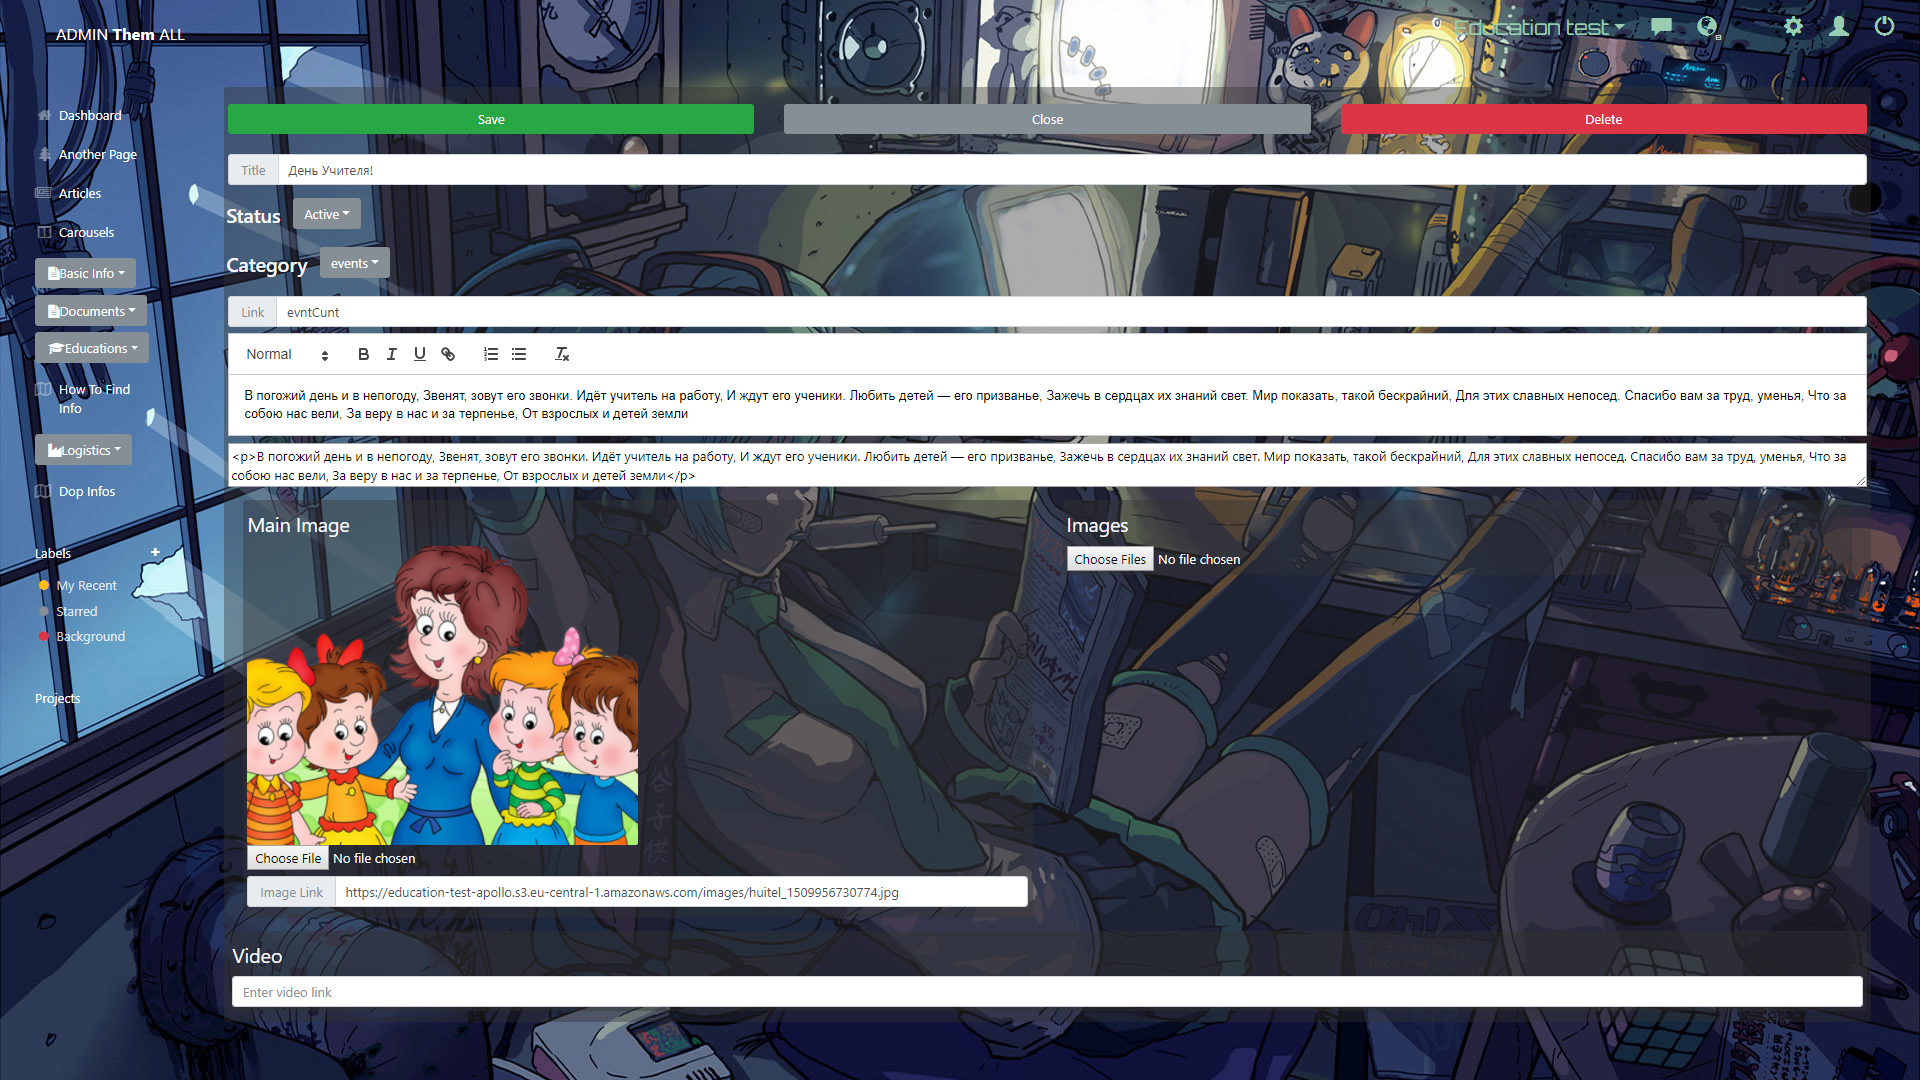 ADMIN Them ALL
Education test
Dashboard
Another Page
Articles
Carousels
Basic Info
Documents
Educations
How To Find
Info
Logistics
Dop Infos
Labels
+
My Recent
Starred
Background
Projects
Save
Close
Delete
Title
День Учителя!
Status
Active
Category
events
Link
evntCunt
Normal
B I U
В погожий день и в непогоду, Звенят, зовут его звонки. Идёт учитель на работу, И ждут его ученики. Любить детей — его призванье, Зажечь в сердцах их знаний свет. Мир показать, такой бескрайний, Для этих славных непосед. Спасибо вам за труд, уменья, Что за
собою нас вели, За веру в нас и за терпенье, От взрослых и детей земли
<p>В погожий день и в непогоду, Звенят, зовут его звонки. Идёт учитель на работу, И ждут его ученики. Любить детей — его призванье, Зажечь в сердцах их знаний свет. Мир показать, такой бескрайний, Для этих славных непосед. Спасибо вам за труд, уменья, Что за
собою нас вели, За веру в нас и за терпенье, От взрослых и детей земли</p>
Main Image
Choose File No file chosen
Image Link
https://education-test-apollo.s3.eu-central-1.amazonaws.com/images/huitel_1509956730774.jpg
Images
Choose Files No file chosen
Video
Enter video link